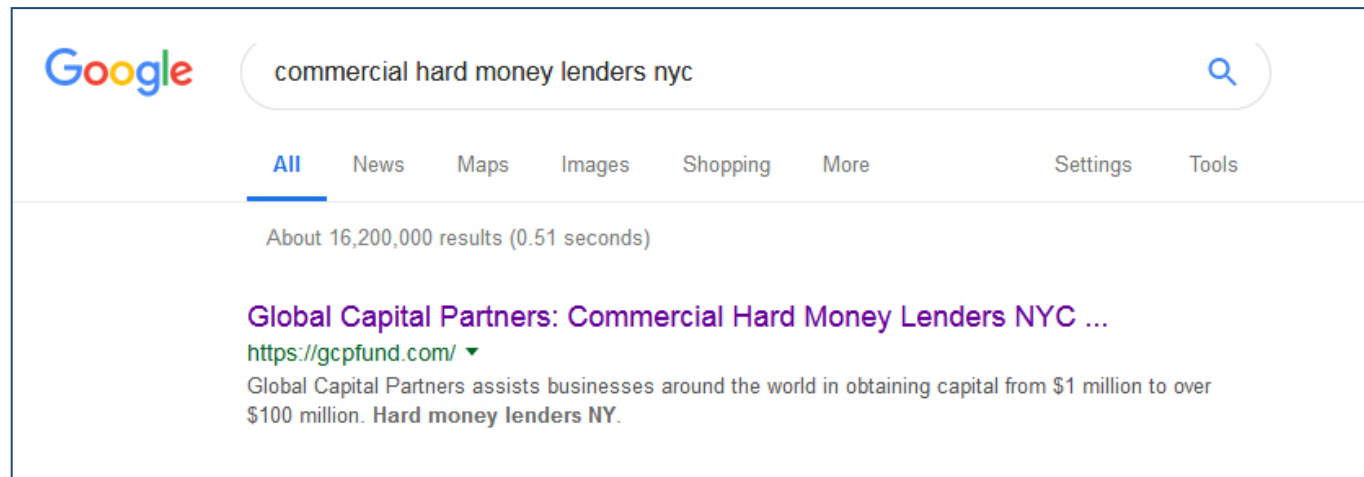 Google commercial hard money lenders nyc
All News Maps Images Shopping More Settings Tools
About 16,200,000 results (0.51 seconds)
Global Capital Partners: Commercial Hard Money Lenders NYC ...
https://gcpfund.com/
Global Capital Partners assists businesses around the world in obtaining capital from $1 million to over
$100 million. Hard money lenders NY.